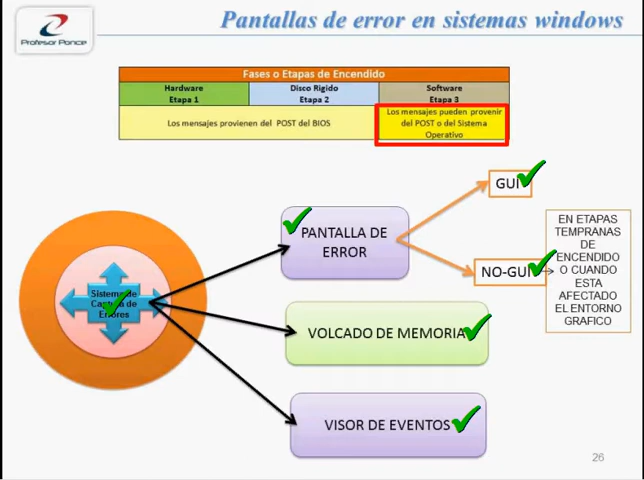 Pantallas de error en sistemas windows
Profesor Ponce
Fases o Etapas de Encendido
Hardware
Etapa 1
Disco Rigido
Etapa 2
Software
Etapa 3
Los mensajes provienen del POST del BIOS
Los mensajes pueden provenir
del POST o del Sistema
Operativo
GUI
PANTALLA DE
ERROR
NO-GUI
EN ETAPAS
TEMPRANAS
DE
ENCENDIDO
O CUANDO
ESTA
AFECTADO
EL ENTORNO
GRAFICO
Sistema de
Captura de
Errores
VOLCADO DE MEMORIA
VISOR DE EVENTOS
26